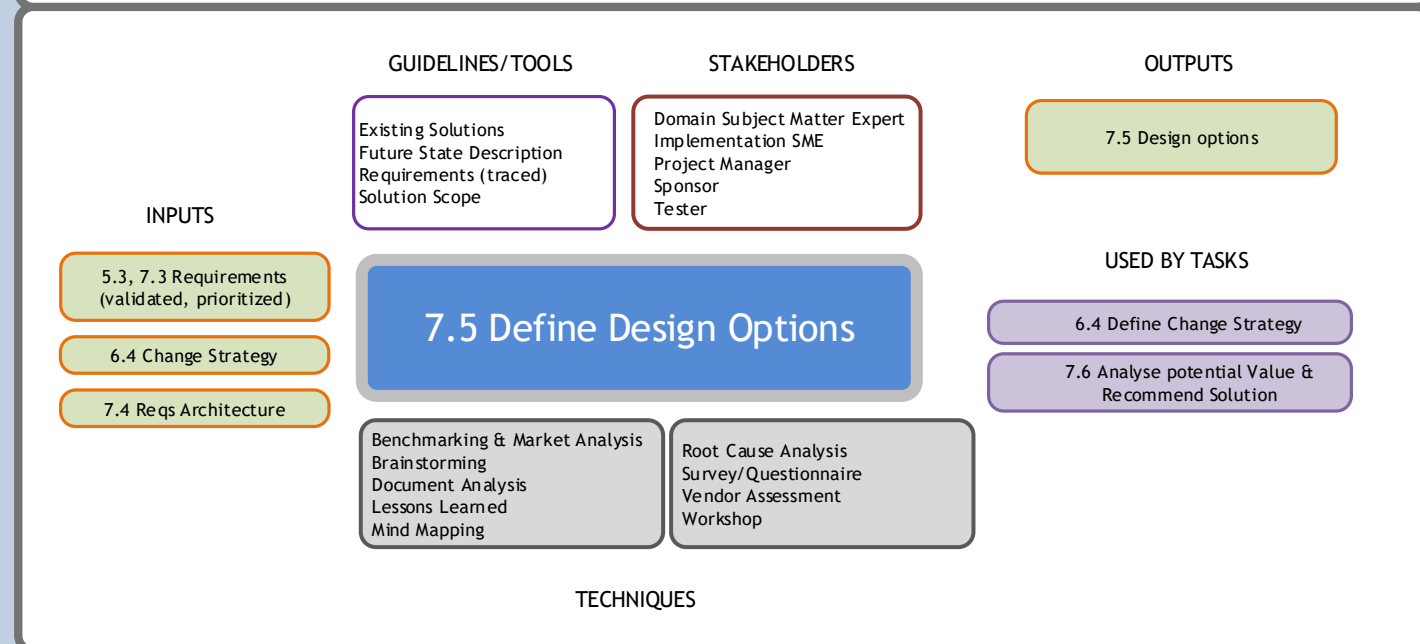 GUIDELINES/TOOLS
STAKEHOLDERS
OUTPUTS
Existing Solutions
Future State Description
Requirements (traced)
Solution Scope
Domain Subject Matter Expert
Implementation SME
Project Manager
Sponsor
Tester
7.5 Design options
INPUTS
5.3, 7.3 Requirements
(validated, prioritized)
6.4 Change Strategy
7.4 Reqs Architecture
7.5 Define Design Options
USED BY TASKS
6.4 Define Change Strategy
7.6 Analyse potential Value &
Recommend Solution
Benchmarking & Market Analysis
Brainstorming
Document Analysis
Lessons Learned
Mind Mapping
Root Cause Analysis
Survey/Questionnaire
Vendor Assessment
Workshop
TECHNIQUES